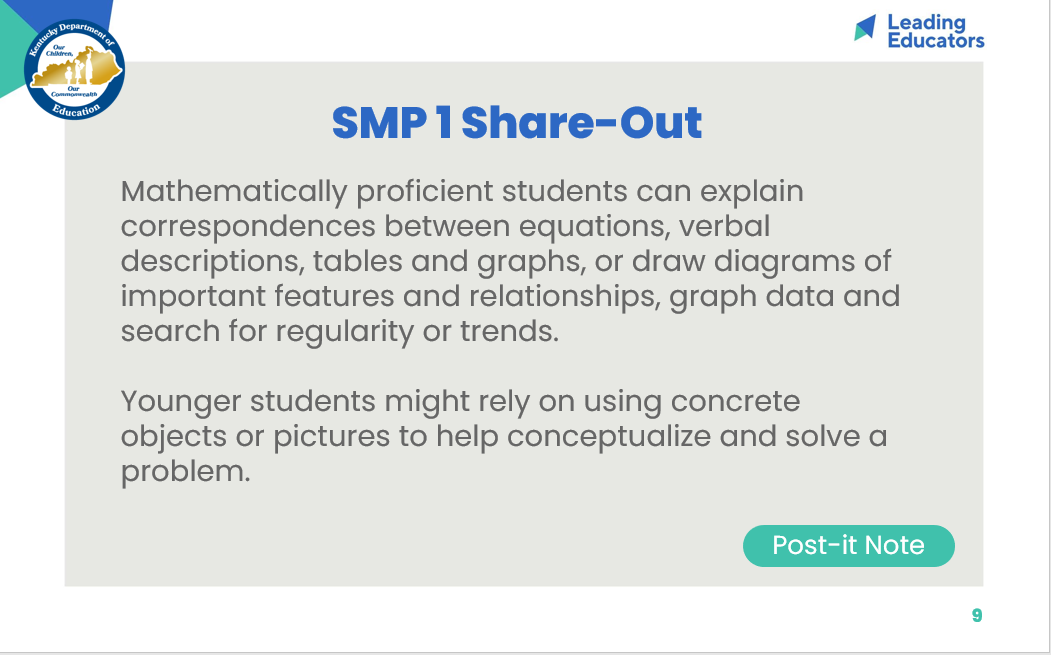 Kentucky Department of
Our
Children,
Our
Commonwealth
Education
Leading
Educators
SMP 1 Share-Out
Mathematically proficient students can explain
correspondences between equations, verbal
descriptions, tables and graphs, or draw diagrams of
important features and relationships, graph data and
search for regularity or trends.
Younger students might rely on using concrete
objects or pictures to help conceptualize and solve a
problem.
Post-it Note
9